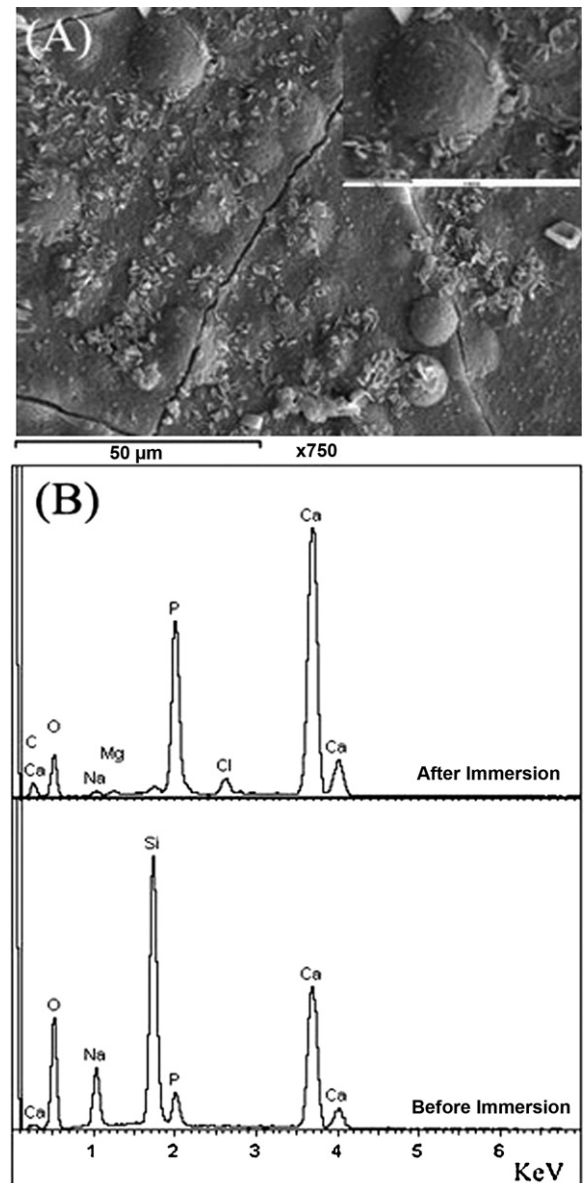 (A)
50 µm x750
(B)
Ca
P
Ca
O
C
Ca
Na
Mg
Cl
After Immersion
Si
Ca
O
Na
P
Ca
Ca
Before Immersion
1 2 3 4 5 6
KeV